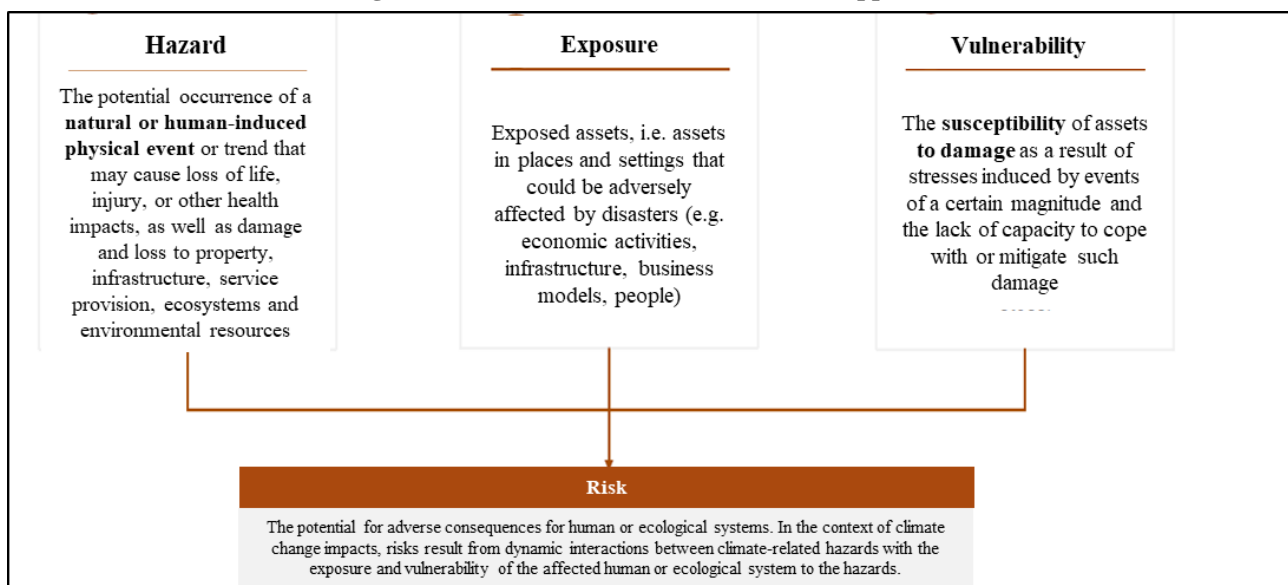 Hazard
The potential occurrence of a
natural or human-induced
physical event or trend that
may cause loss of life,
injury, or other health
impacts, as well as damage
and loss to property,
infrastructure, service
provision, ecosystems and
environmental resources
Exposure
Exposed assets, i.e. assets
in places and settings that
could be adversely
affected by disasters (e.g.
economic activities,
infrastructure, business
models, people)
Vulnerability
The susceptibility of assets
to damage as a result of
stresses induced by events
of a certain magnitude and
the lack of capacity to cope
with or mitigate such
damage
Risk
The potential for adverse consequences for human or ecological systems. In the context of climate
change impacts, risks result from dynamic interactions between climate-related hazards with the
exposure and vulnerability of the affected human or ecological system to the hazards.